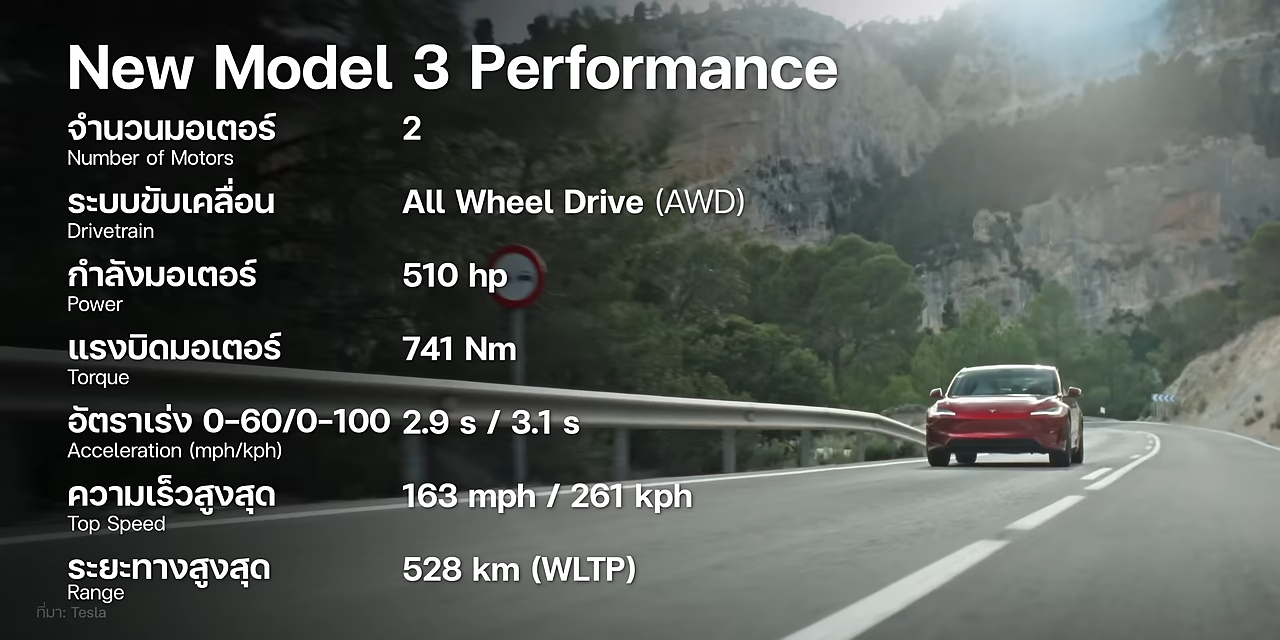 New Model 3 Performance
จำนวนมอเตอร์ 2
Number of Motors
ระบบขับเคลื่อน All Wheel Drive (AWD)
Drivetrain
กำลังมอเตอร์ 510 hp
Power
แรงบิดมอเตอร์ 741 Nm
Torque
อัตราเร่ง 0-60/0-100 2.9 s / 3.1 s
Acceleration (mph/kph)
ความเร็วสูงสุด 163 mph / 261 kph
Top Speed
ระยะทางสูงสุด 528 km (WLTP)
Range
ที่มา: Tesla